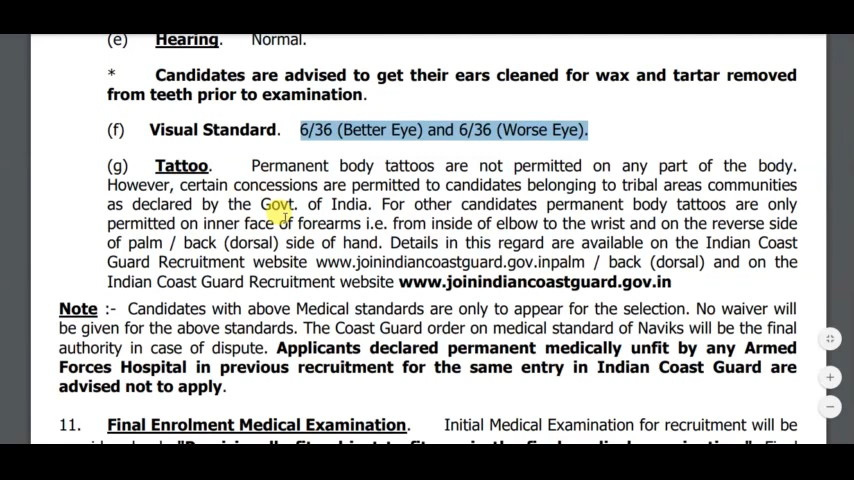 (e) Hearing. Normal.
* Candidates are advised to get their ears cleaned for wax and tartar removed
from teeth prior to examination.
(f) Visual Standard. 6/36 (Better Eye) and 6/36 (Worse Eye).
(g) Tattoo. Permanent body tattoos are not permitted on any part of the body.
However, certain concessions are permitted to candidates belonging to tribal areas communities
as declared by the Govt. of India. For other candidates permanent body tattoos are only
permitted on inner face of forearms i.e. from inside of elbow to the wrist and on the reverse side
of palm / back (dorsal) side of hand. Details in this regard are available on the Indian Coast
Guard Recruitment website www.joinindiancoastguard.gov.inpalm / back (dorsal) and on the
Indian Coast Guard Recruitment website www.joinindiancoastguard.gov.in
Note :- Candidates with above Medical standards are only to appear for the selection. No waiver will
be given for the above standards. The Coast Guard order on medical standard of Naviks will be the final
authority in case of dispute. Applicants declared permanent medically unfit by any Armed
Forces Hospital in previous recruitment for the same entry in Indian Coast Guard are
advised not to apply.
11. Final Enrolment Medical Examination. Initial Medical Examination for recruitment will be